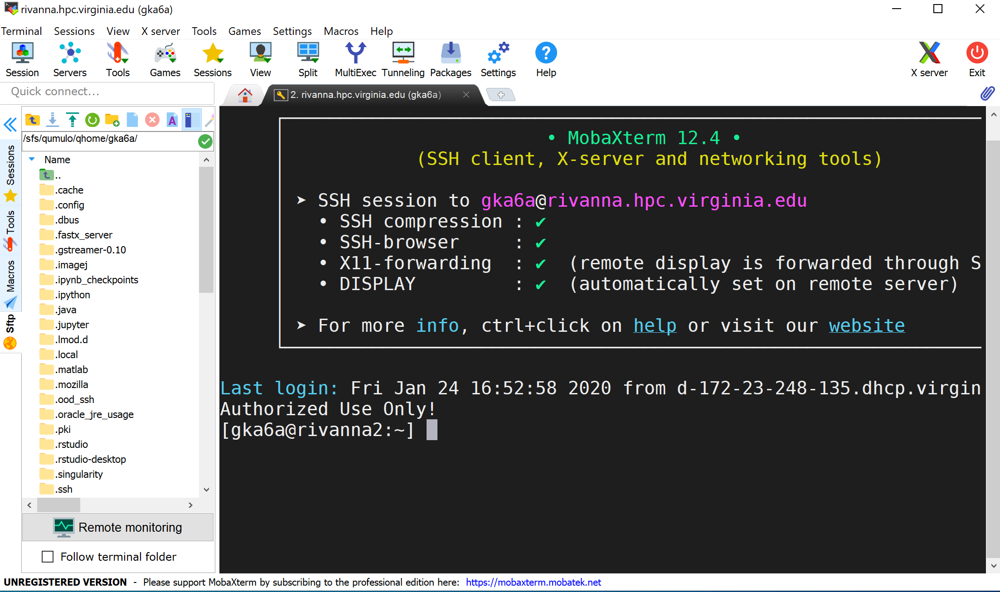 rivanna.hpc.virginia.edu (gka6a)
Terminal Sessions View X server Tools Games Settings Macros Help
Session Servers Tools Games Sessions View Split MultiExec Tunneling Packages Settings Help X server Exit
Quick connect...
2. rivanna.hpc.virginia.edu (gka6a)
/sfs/qumulo/qhome/gka6a/
Sessions
Tools
Macros
Sftp
Name
..
.cache
.config
.dbus
.fastx_server
.gstreamer-0.10
.imagej
.ipynb_checkpoints
.ipython
.java
.jupyter
.lmod.d
.local
.matlab
.mozilla
.ood_ssh
.oracle_jre_usage
.pki
.rstudio
.rstudio-desktop
.singularity
.ssh
Remote monitoring
Follow terminal folder
• MobaXterm 12.4 •
(SSH client, X-server and networking tools)
➤ SSH session to gka6a@rivanna.hpc.virginia.edu
• SSH compression : ✔
• SSH-browser : ✔
• X11-forwarding : ✔ (remote display is forwarded through S
• DISPLAY : ✔ (automatically set on remote server)
➤ For more info, ctrl+click on help or visit our website
Last login: Fri Jan 24 16:52:58 2020 from d-172-23-248-135.dhcp.virgin
Authorized Use Only!
[gka6a@rivanna2:~]
UNREGISTERED VERSION - Please support MobaXterm by subscribing to the professional edition here: https://mobaxterm.mobatek.net